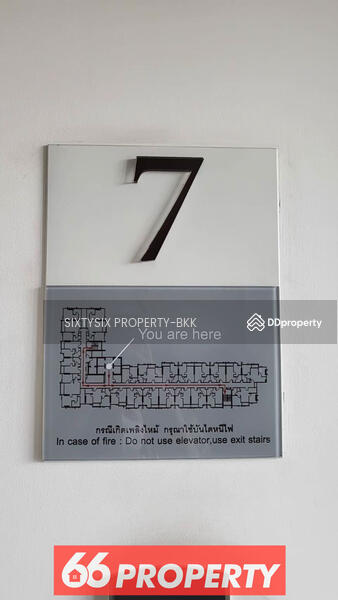 7
SIXTYSIX PROPERTY-BKK
DDproperty
You are here
กรณีเกิดเพลิงไหม้ กรุณาใช้บันไดหนีไฟ
In case of fire : Do not use elevator,use exit stairs
66 PROPERTY